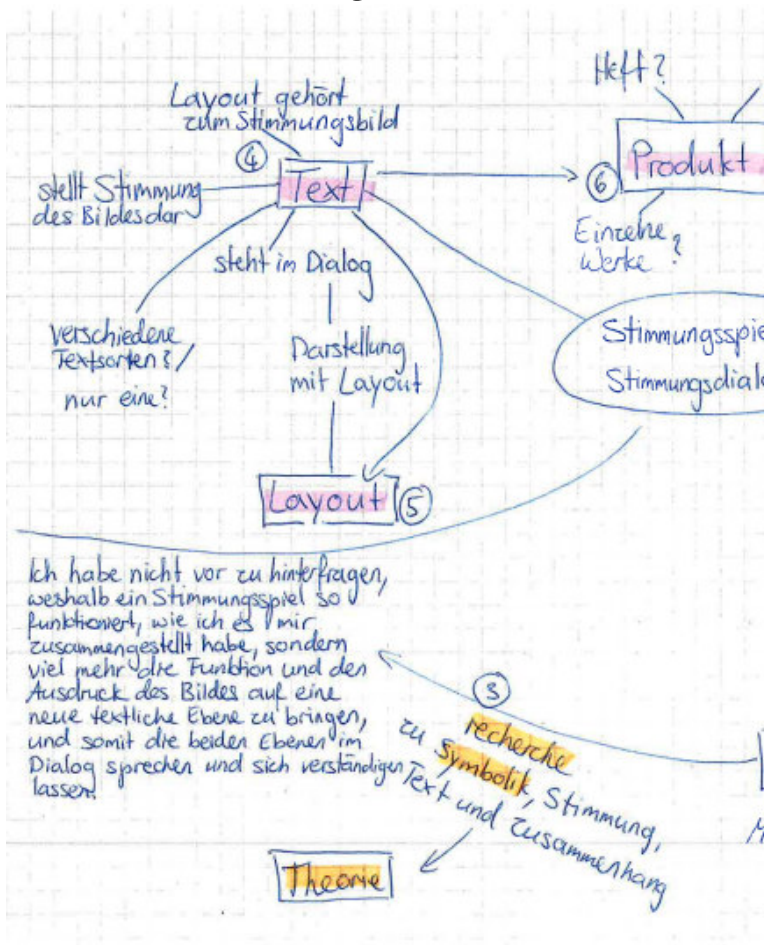 Layout gehört
zum Stimmungsbild
④
Text
stellt Stimmung
des Bildes dar
steht im Dialog
verschiedene
Textsorten?/
nur eine?
Darstellung
mit Layout
Layout
⑤
Heft?
⑥
Produkt
Einzelne
Werke?
Stimmungsspie
Stimmungsdial
Ich habe nicht vor zu hinterfragen,
weshalb ein Stimmungsspiel so
funktioniert, wie ich es mir
zusammengestellt habe, sondern
viel mehr die Funktion und den
Ausdruck des Bildes auf eine
neue textliche Ebene zu bringen,
und somit die beiden Ebenen im
Dialog sprechen und sich verständigen
lassen.
③
recherche
zu Symbolik, Stimmung,
Text und Zusammenhang
Theorie